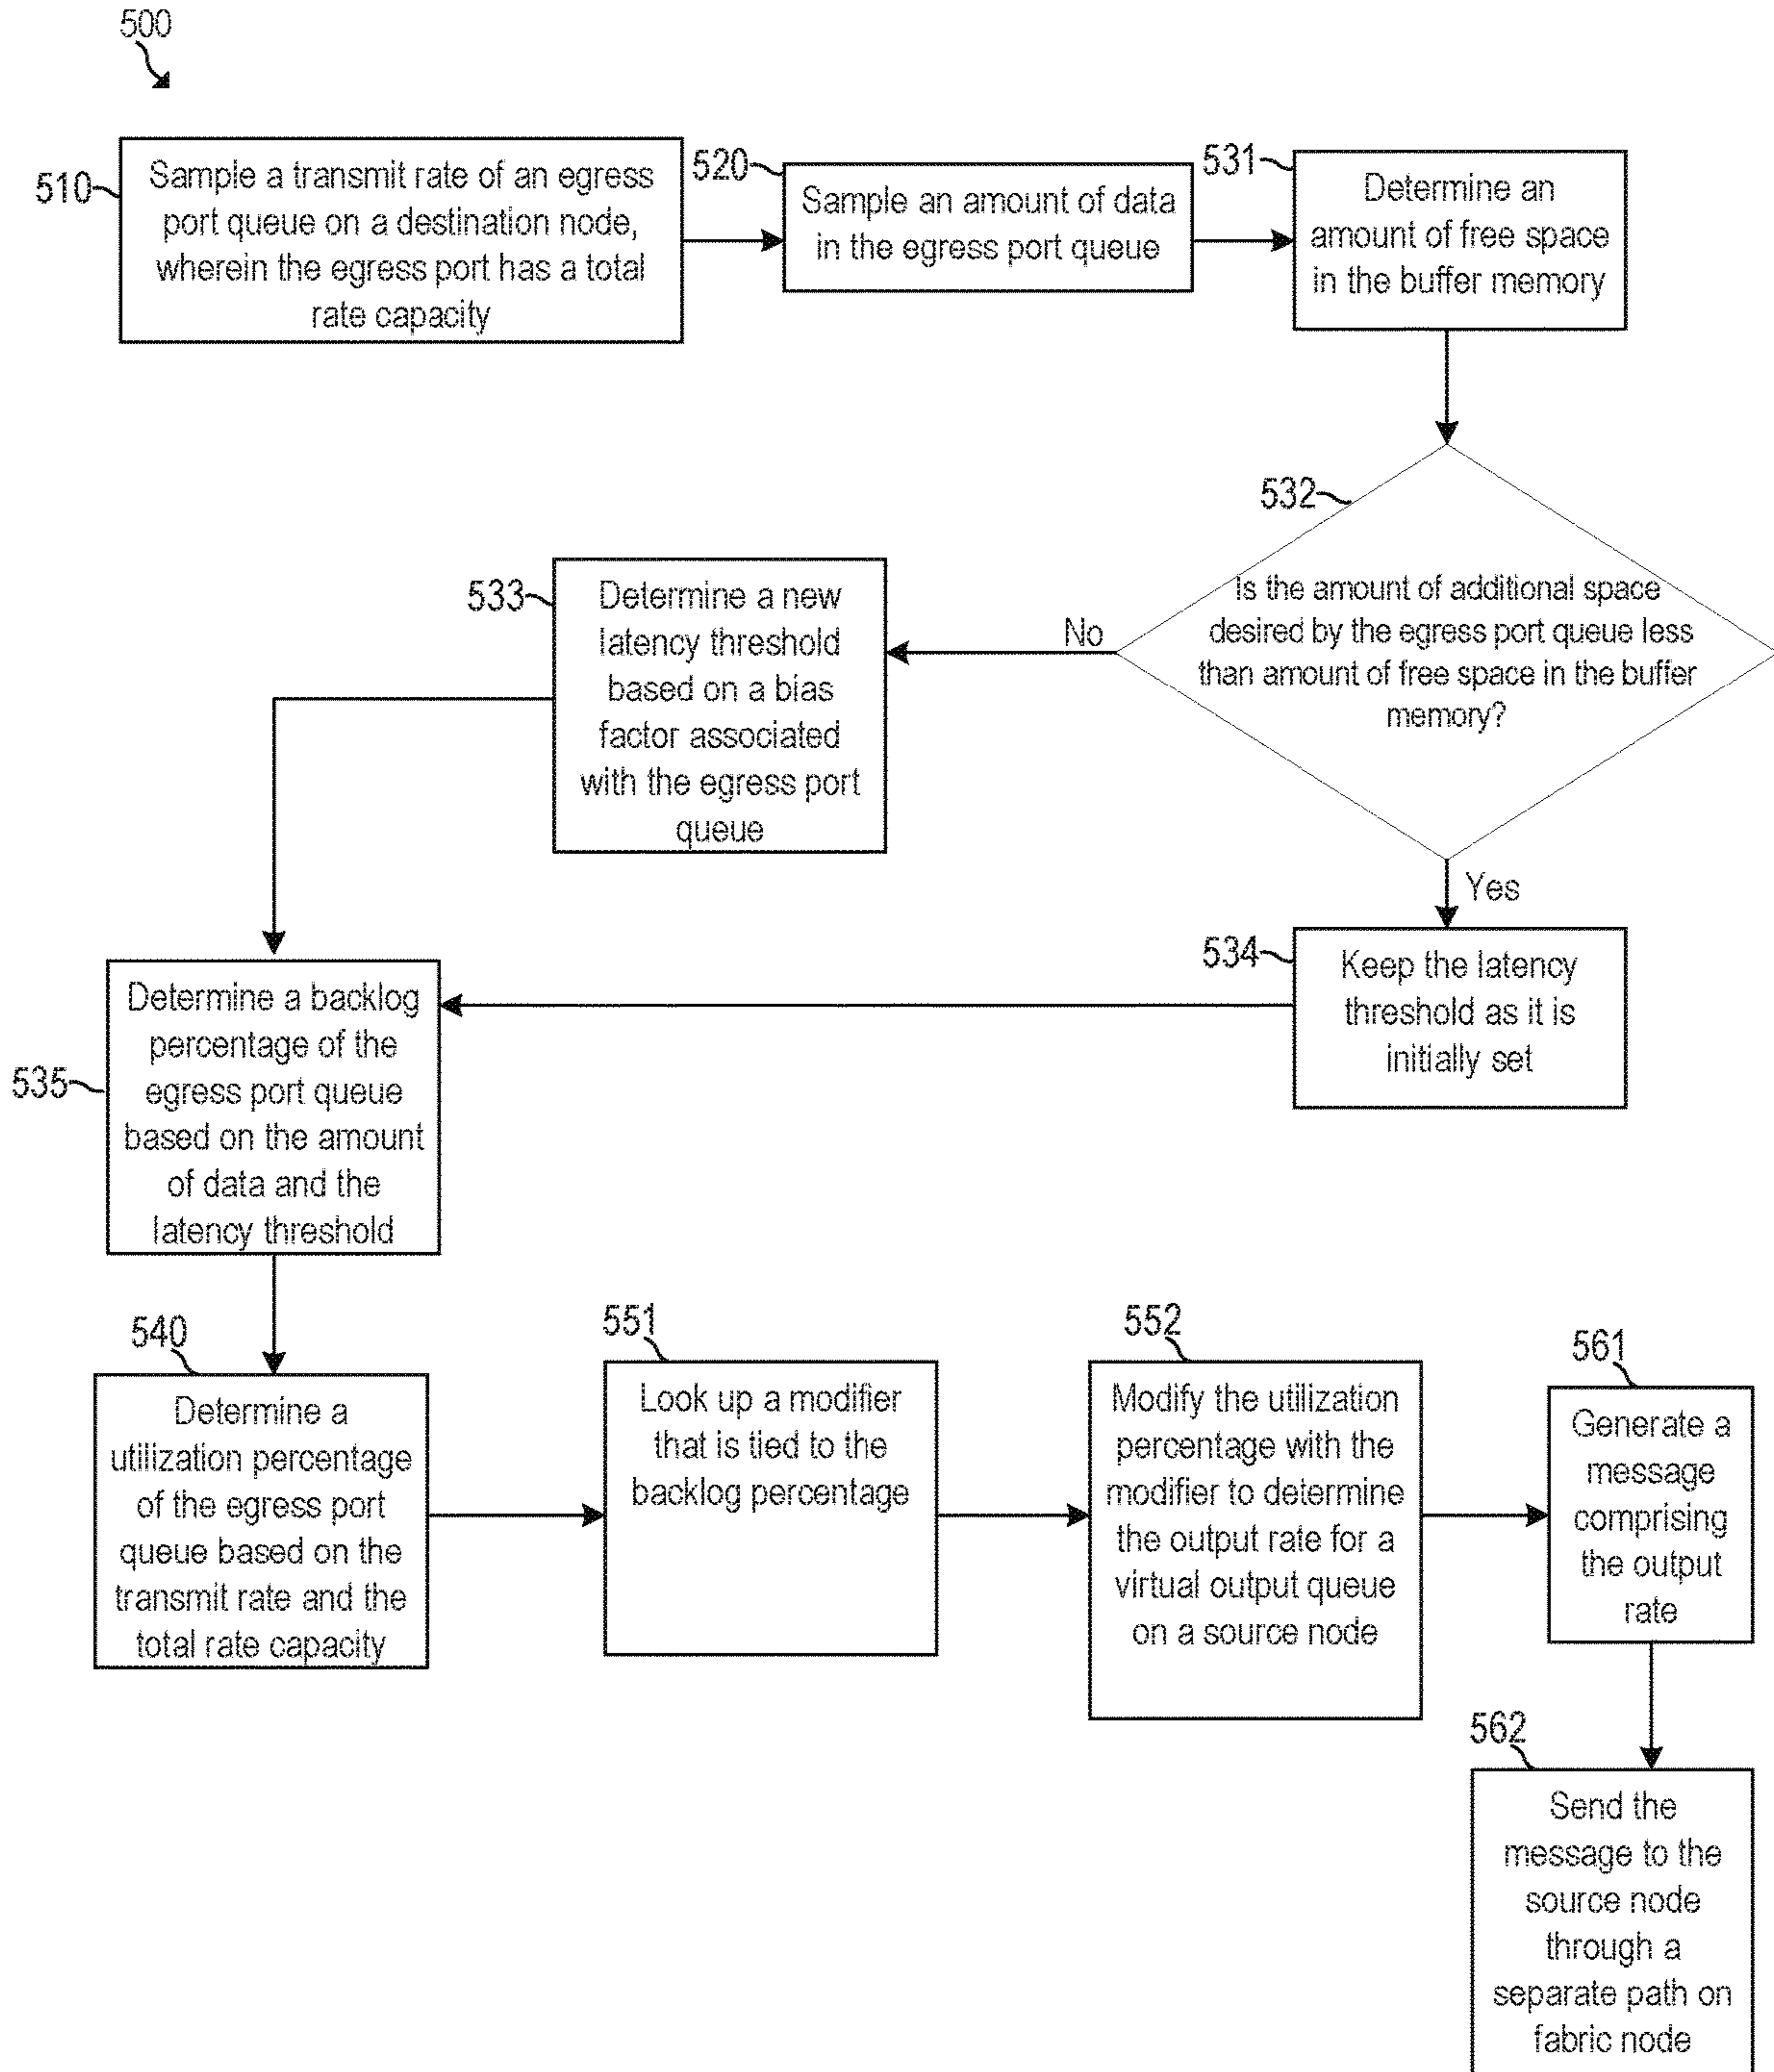 500
510
Sample a transmit rate of an egress
port queue on a destination node,
wherein the egress port has a total
rate capacity
520
Sample an amount of data
in the egress port queue
531
Determine an
amount of free space
in the buffer memory
532
Is the amount of additional space
desired by the egress port queue less
than amount of free space in the buffer
memory?
No
533
Determine a new
latency threshold
based on a bias
factor associated
with the egress port
queue
Yes
534
Keep the latency
threshold as it is
initially set
535
Determine a backlog
percentage of the
egress port queue
based on the amount
of data and the
latency threshold
540
Determine a
utilization percentage
of the egress port
queue based on the
transmit rate and the
total rate capacity
551
Look up a modifier
that is tied to the
backlog percentage
552
Modify the utilization
percentage with the
modifier to determine
the output rate for a
virtual output queue
on a source node
561
Generate a
message
comprising
the output
rate
562
Send the
message to the
source node
through a
separate path on
fabric node